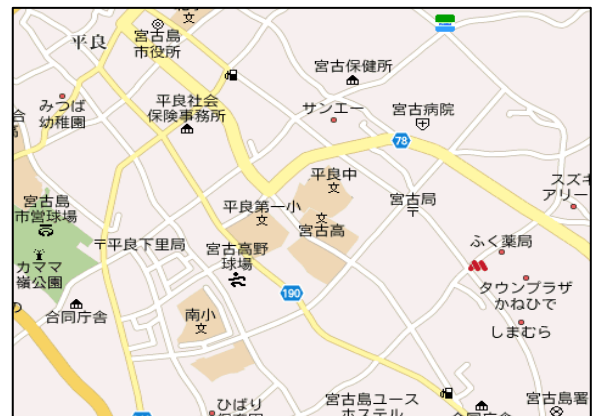 平良
宮古島
市役所
みつば
幼稚園
平良社会
保険事務所
宮古保健所
サンエー
宮古病院
78
平良中
宮古局
スズキ
アリー
宮古島
市営球場
平良第一小
宮古高
〒平良下里局
宮古高野
球場
ふく薬局
カママ
嶺公園
190
タウンプラザ
かねひで
合同庁舎
南小
しまむら
ひばり
宮古島ユース
ホステル
宮古島署
合同庁舎